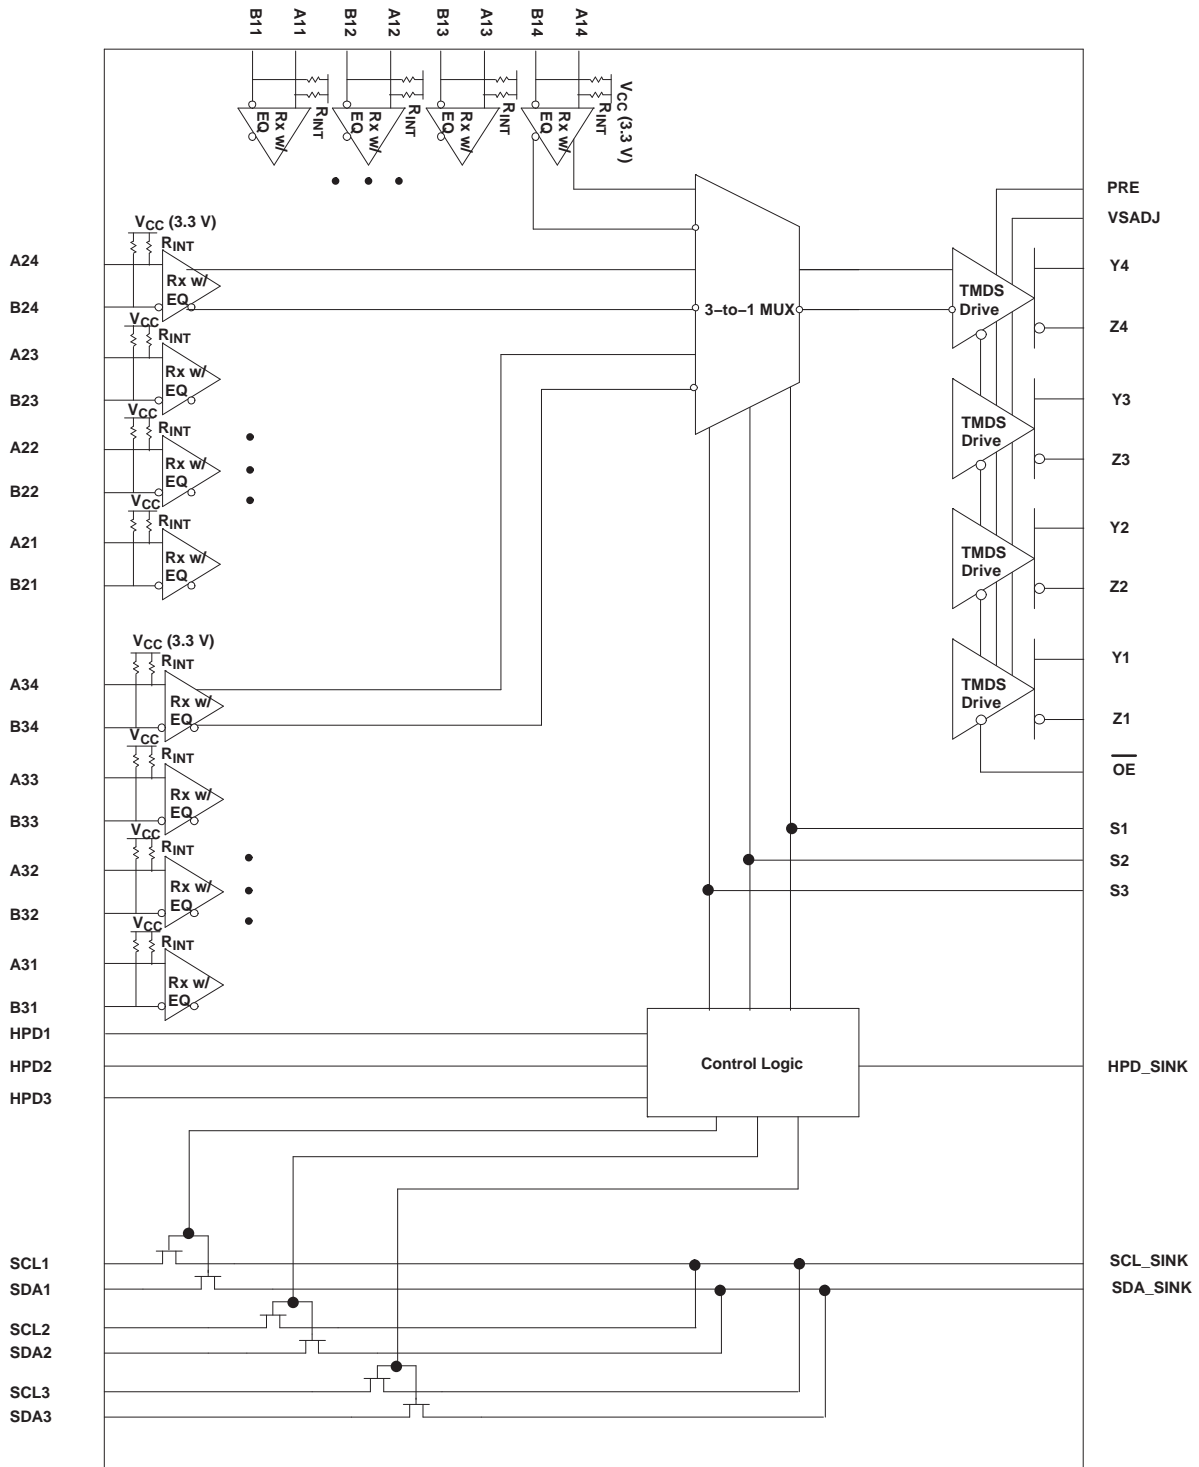 B11 A11 B12 A12 B13 A13 B14 A14
VCC (3.3 V)
RINT RINT RINT RINT
Rx w/ EQ
Rx w/ EQ
Rx w/ EQ
Rx w/ EQ
PRE
VSADJ
VCC (3.3 V)
RINT
A24
Rx w/
EQ
B24
3–to–1 MUX
TMDS
Drive
Y4
Z4
VCC
RINT
A23
Rx w/
EQ
B23
TMDS
Drive
Y3
Z3
VCC
RINT
A22
Rx w/
EQ
B22
TMDS
Drive
Y2
Z2
VCC
RINT
A21
Rx w/
EQ
B21
TMDS
Drive
Y1
Z1
VCC (3.3 V)
RINT
A34
Rx w/
EQ
B34
OE
VCC
RINT
A33
Rx w/
EQ
B33
S1
S2
S3
VCC
RINT
A32
Rx w/
EQ
B32
VCC
RINT
A31
Rx w/
EQ
B31
HPD1
HPD2
HPD3
Control Logic
HPD_SINK
SCL1
SCL_SINK
SDA1
SDA_SINK
SCL2
SDA2
SCL3
SDA3